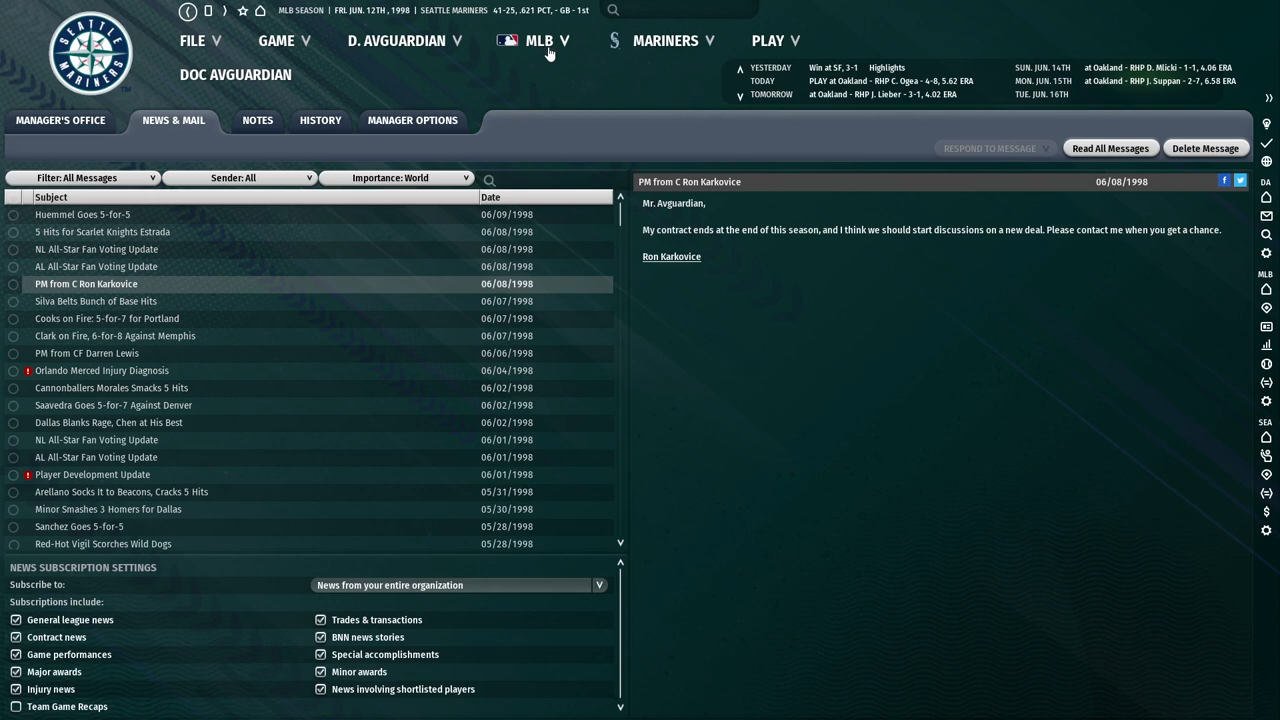 MLB SEASON | FRI. JUN. 12TH , 1998 | SEATTLE MARINERS 41-25, .621 PCT, - GB - 1st
SEATTLE
MARINERS
FILE
GAME
D. AVGUARDIAN
MLB
MARINERS
PLAY
DOC AVGUARDIAN
YESTERDAY Win at SF, 3-1 Highlights
TODAY PLAY at Oakland - RHP C. Ogea - 4-8, 5.62 ERA
TOMORROW at Oakland - RHP J. Lieber - 3-1, 4.02 ERA
SUN. JUN. 14TH at Oakland - RHP D. Mlicki - 1-1, 4.06 ERA
MON. JUN. 15TH at Oakland - RHP J. Suppan - 2-7, 6.58 ERA
TUE. JUN. 16TH
MANAGER'S OFFICE
NEWS & MAIL
NOTES
HISTORY
MANAGER OPTIONS
RESPOND TO MESSAGE
Read All Messages
Delete Message
Filter: All Messages
Sender: All
Importance: World
Subject Date
Huemmel Goes 5-for-5 06/09/1998
5 Hits for Scarlet Knights Estrada 06/08/1998
NL All-Star Fan Voting Update 06/08/1998
AL All-Star Fan Voting Update 06/08/1998
PM from C Ron Karkovice 06/08/1998
Silva Belts Bunch of Base Hits 06/07/1998
Cooks on Fire: 5-for-7 for Portland 06/07/1998
Clark on Fire, 6-for-8 Against Memphis 06/07/1998
PM from CF Darren Lewis 06/06/1998
Orlando Merced Injury Diagnosis 06/04/1998
Cannonballers Morales Smacks 5 Hits 06/02/1998
Saavedra Goes 5-for-7 Against Denver 06/02/1998
Dallas Blanks Rage, Chen at His Best 06/02/1998
NL All-Star Fan Voting Update 06/01/1998
AL All-Star Fan Voting Update 06/01/1998
Player Development Update 06/01/1998
Arellano Socks It to Beacons, Cracks 5 Hits 05/31/1998
Minor Smashes 3 Homers for Dallas 05/30/1998
Sanchez Goes 5-for-5 05/28/1998
Red-Hot Vigil Scorches Wild Dogs 05/28/1998
PM from C Ron Karkovice 06/08/1998
Mr. Avguardian,
My contract ends at the end of this season, and I think we should start discussions on a new deal. Please contact me when you get a chance.
Ron Karkovice
NEWS SUBSCRIPTION SETTINGS
Subscribe to: News from your entire organization
Subscriptions include:
General league news Trades & transactions
Contract news BNN news stories
Game performances Special accomplishments
Major awards Minor awards
Injury news News involving shortlisted players
Team Game Recaps
DA
MLB
SEA